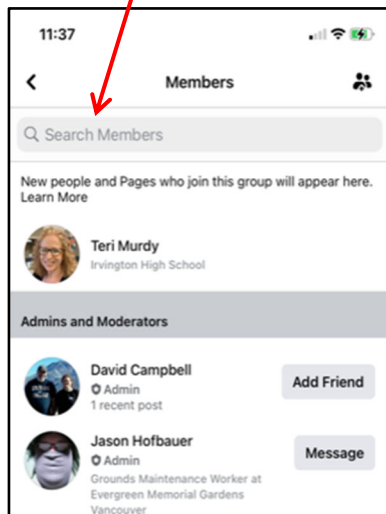 11:37
Members
Search Members
New people and Pages who join this group will appear here.
Learn More
Teri Murdy
Irvington High School
Admins and Moderators
David Campbell
Admin
1 recent post
Add Friend
Jason Hofbauer
Admin
Grounds Maintenance Worker at
Evergreen Memorial Gardens
Vancouver
Message